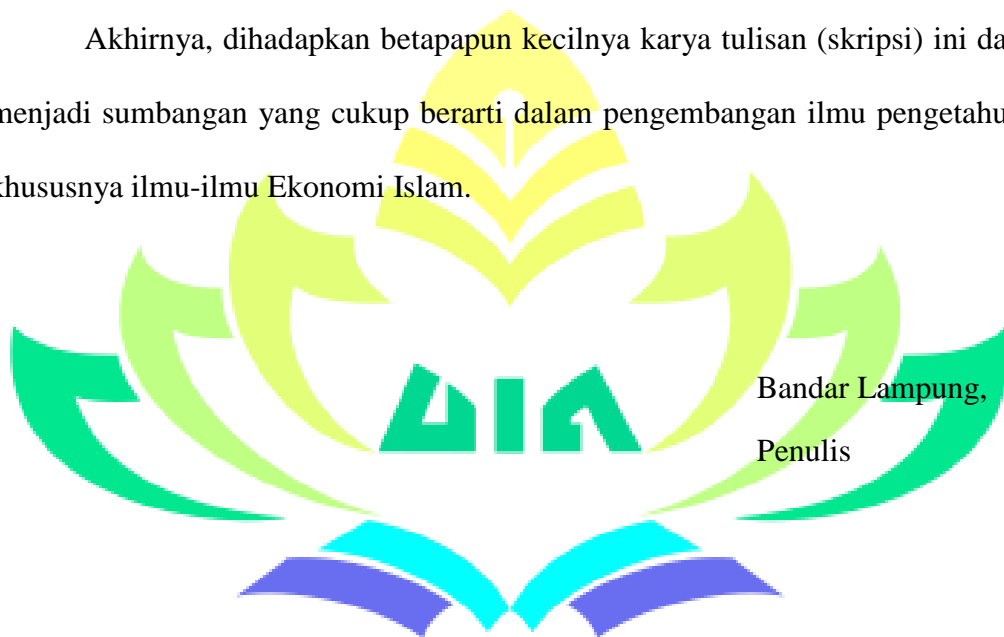 Akhirnya, dihadapkan betapapun kecilnya karya tulisan (skripsi) ini da
menjadi sumbangan yang cukup berarti dalam pengembangan ilmu pengetahu
khususnya ilmu-ilmu Ekonomi Islam.
UIN
Bandar Lampung,
Penulis